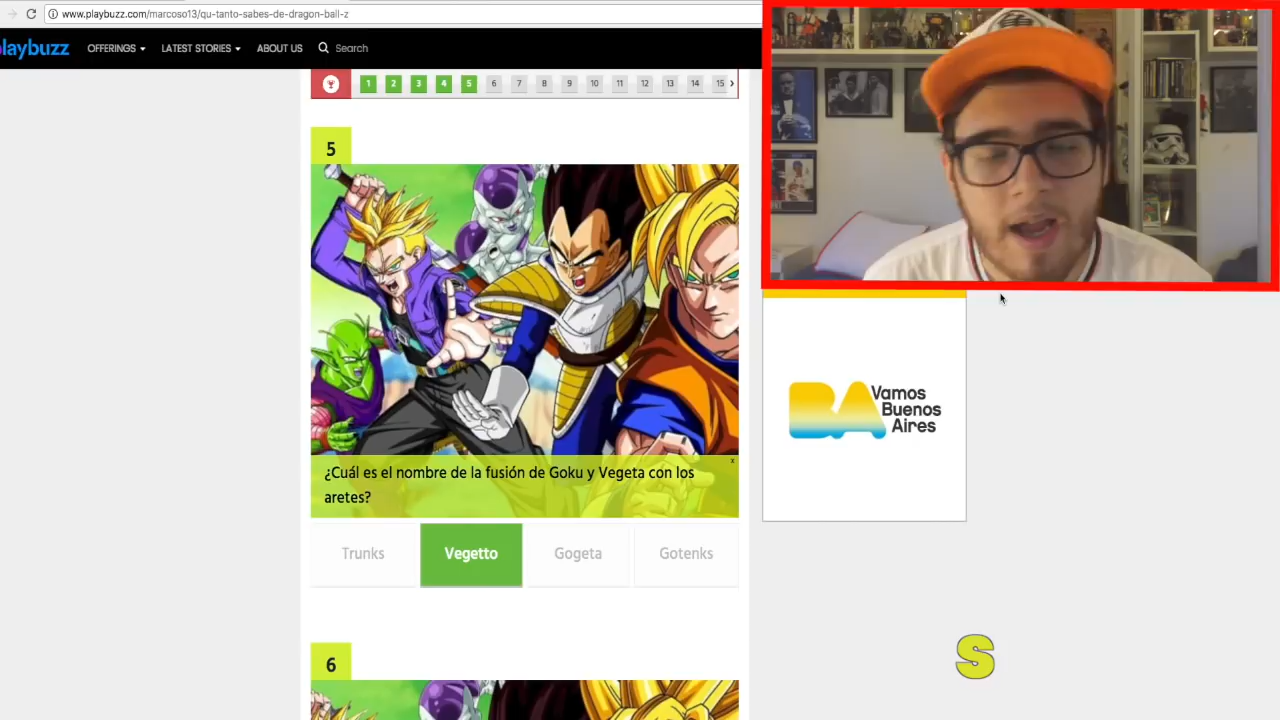 www.playbuzz.com/marcoso13/qu-tanto-sabes-de-dragon-ball-z
laybuzz OFFERINGS LATEST STORIES ABOUT US Search
1 2 3 4 5 6 7 8 9 10 11 12 13 14 15
5
¿Cuál es el nombre de la fusión de Goku y Vegeta con los
aretes?
Trunks Vegetto Gogeta Gotenks
6
BA Vamos
Buenos
Aires
S